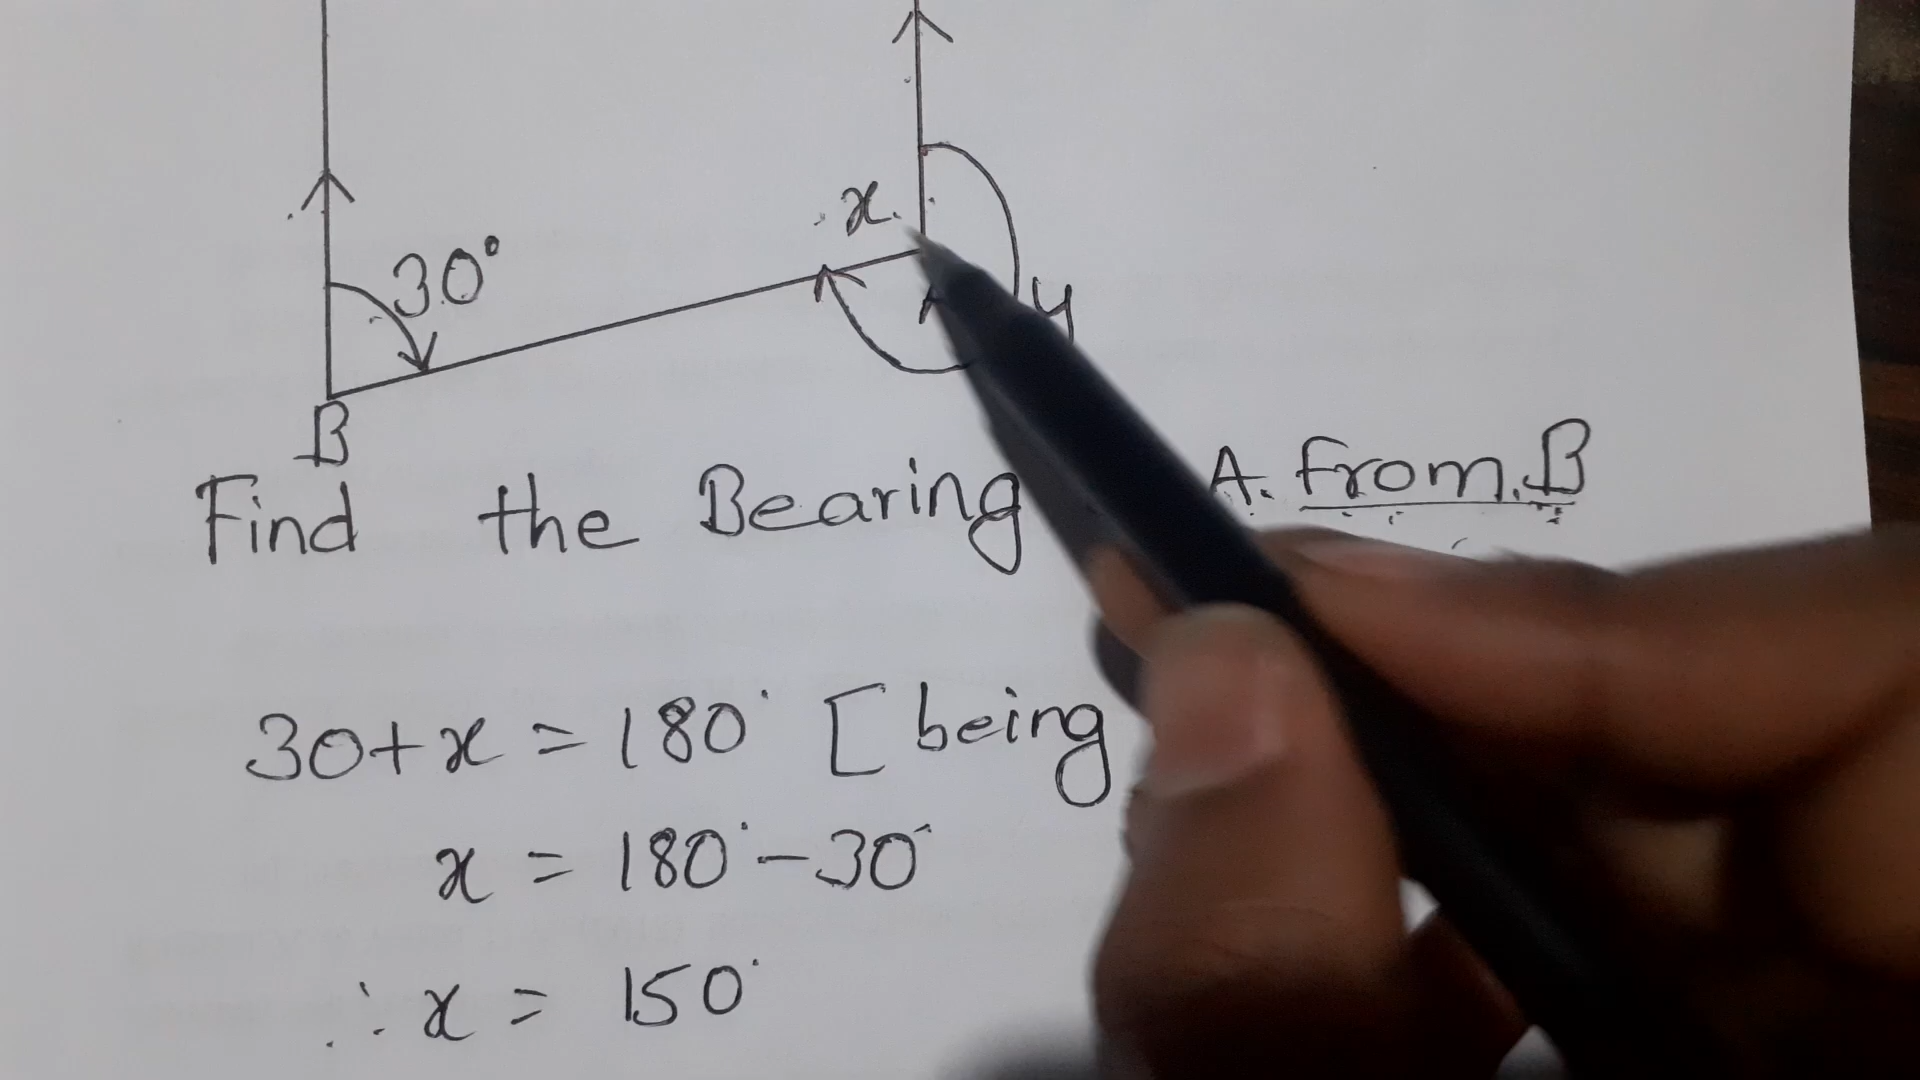 x
30°
y
B
Find the Bearing A. from B
30+x = 180° [being
x = 180° - 30°
∴ x = 150°